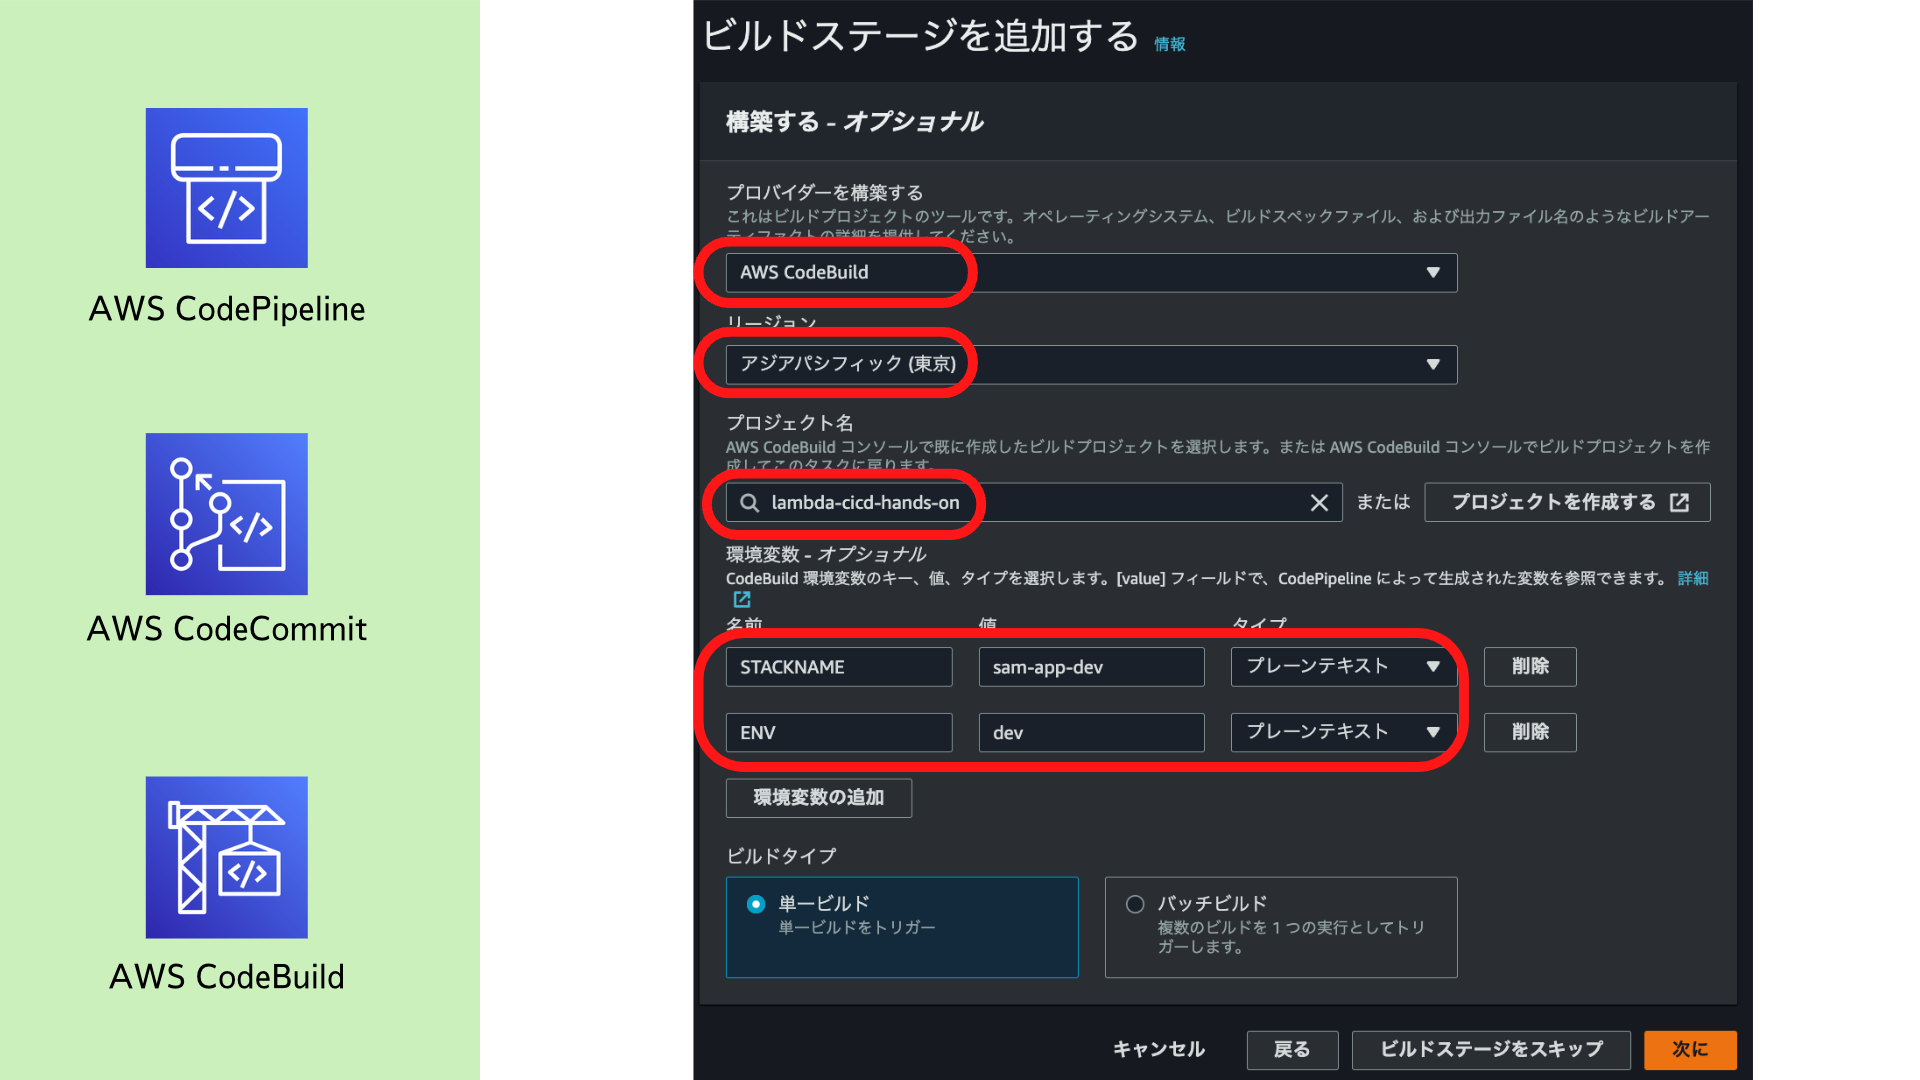 AWS CodePipeline
AWS CodeCommit
AWS CodeBuild
ビルドステージを追加する 情報
構築する - オプショナル
プロバイダーを構築する
これはビルドプロジェクトのツールです。オペレーティングシステム、ビルドスペックファイル、および出力ファイル名のようなビルドアー
ティファクトの詳細を提供してください。
AWS CodeBuild
リージョン
アジアパシフィック (東京)
プロジェクト名
AWS CodeBuild コンソールで既に作成したビルドプロジェクトを選択します。または AWS CodeBuild コンソールでビルドプロジェクトを作
成してこのタスクに戻ります。
lambda-cicd-hands-on または プロジェクトを作成する
環境変数 - オプショナル
CodeBuild 環境変数のキー、値、タイプを選択します。[value] フィールドで、CodePipeline によって生成された変数を参照できます。 詳細
名前 値 タイプ
STACKNAME sam-app-dev プレーンテキスト 削除
ENV dev プレーンテキスト 削除
環境変数の追加
ビルドタイプ
単一ビルド
単一ビルドをトリガー
バッチビルド
複数のビルドを 1 つの実行としてトリ
ガーします。
キャンセル 戻る ビルドステージをスキップ 次に